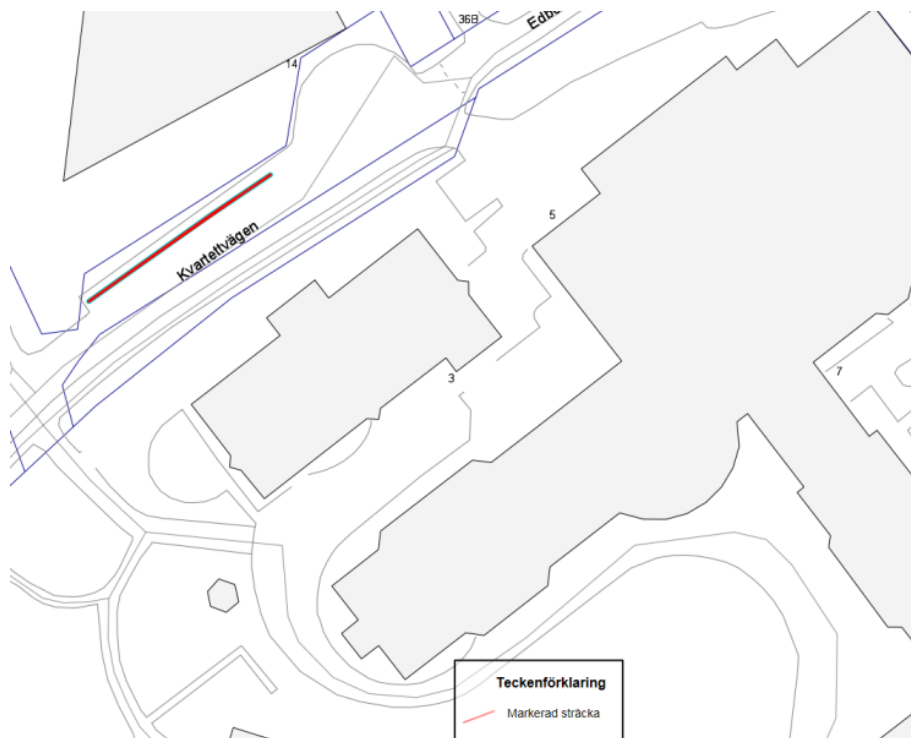 36B
14
5
Kvartettvägen
3
7
Teckenförklaring
Markerad sträcka